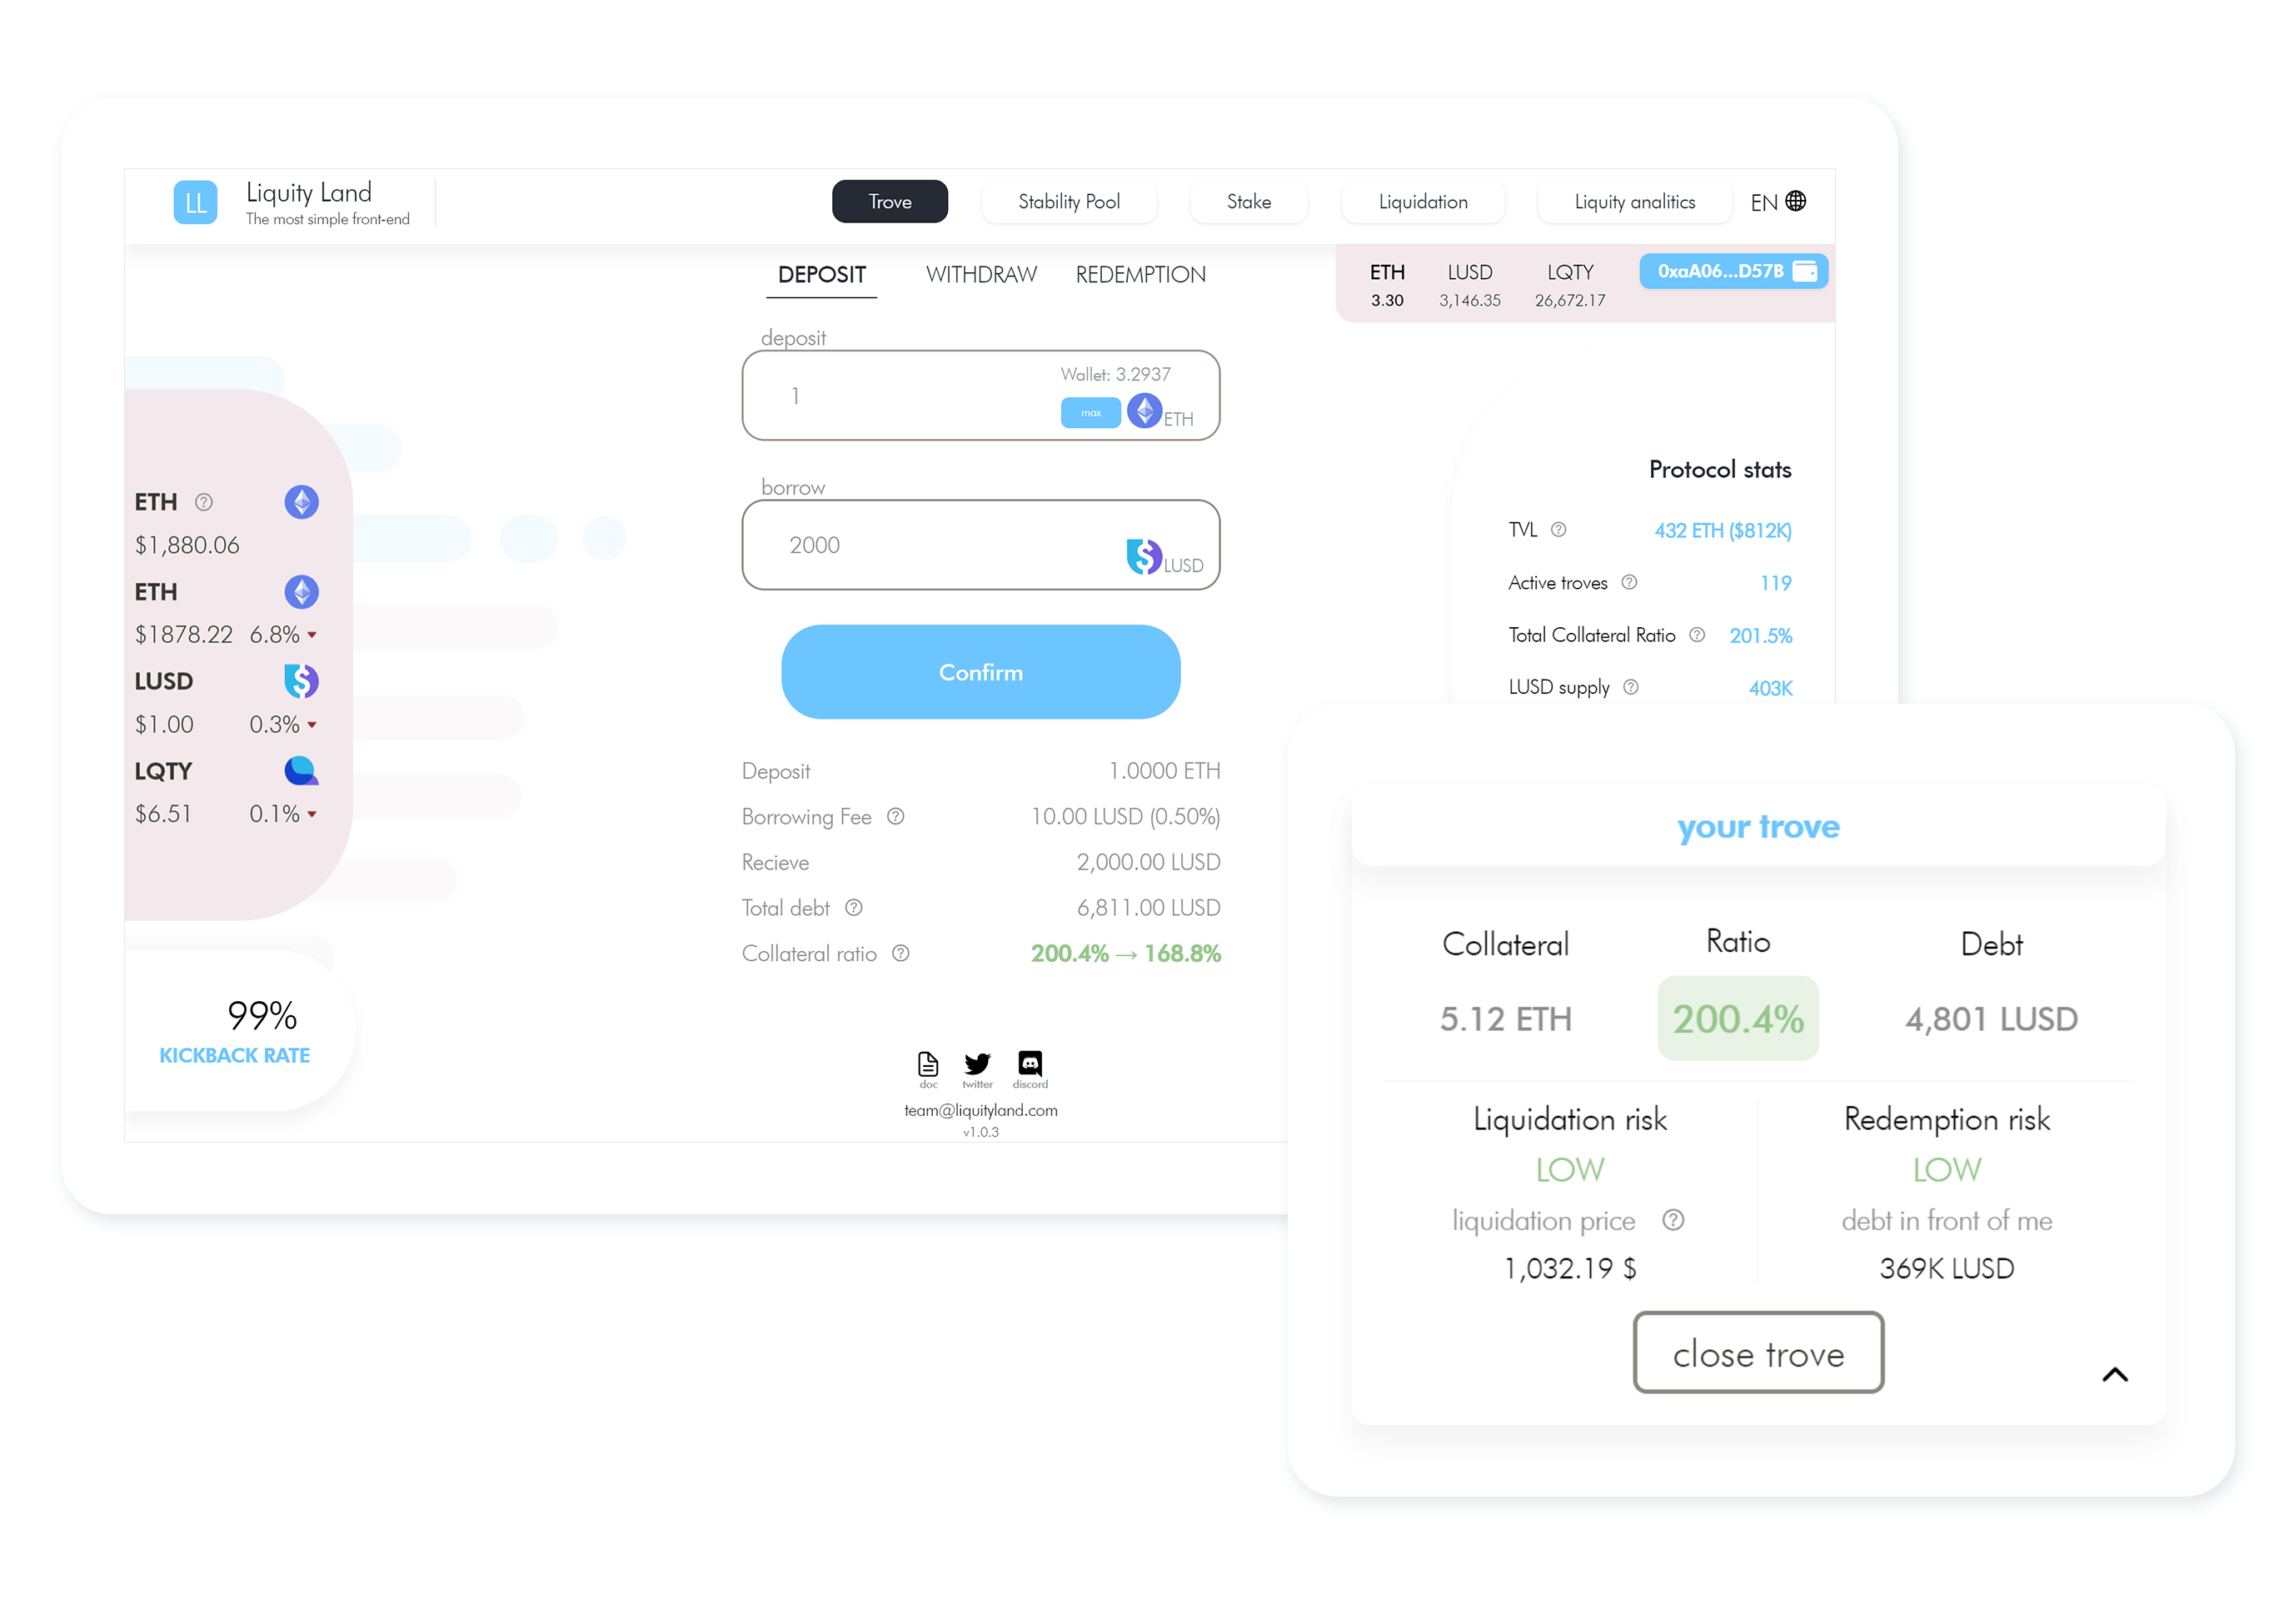 LL
Liquity Land
The most simple front-end
Trove
Stability Pool
Stake
Liquidation
Liquity analitics
EN
ETH
LUSD
LQTY
3.30
3,146.35
26,672.17
0xaA06...D57B
DEPOSIT
WITHDRAW
REDEMPTION
deposit
1
Wallet: 3.2937
max
ETH
borrow
2000
LUSD
Confirm
Deposit
1.0000 ETH
Borrowing Fee ?
10.00 LUSD (0.50%)
Recieve
2,000.00 LUSD
Total debt ?
6,811.00 LUSD
Collateral ratio ?
200.4% → 168.8%
ETH ?
$1,880.06
ETH
$1878.22 6.8%
LUSD
$1.00 0.3%
LQTY
$6.51 0.1%
99%
KICKBACK RATE
doc
twitter
discord
team@liquityland.com
v1.0.3
Protocol stats
TVL ?
432 ETH ($812K)
Active troves ?
119
Total Collateral Ratio ?
201.5%
LUSD supply ?
403K
your trove
Collateral
Ratio
Debt
5.12 ETH
200.4%
4,801 LUSD
Liquidation risk
LOW
liquidation price ?
1,032.19 $
Redemption risk
LOW
debt in front of me
369K LUSD
close trove